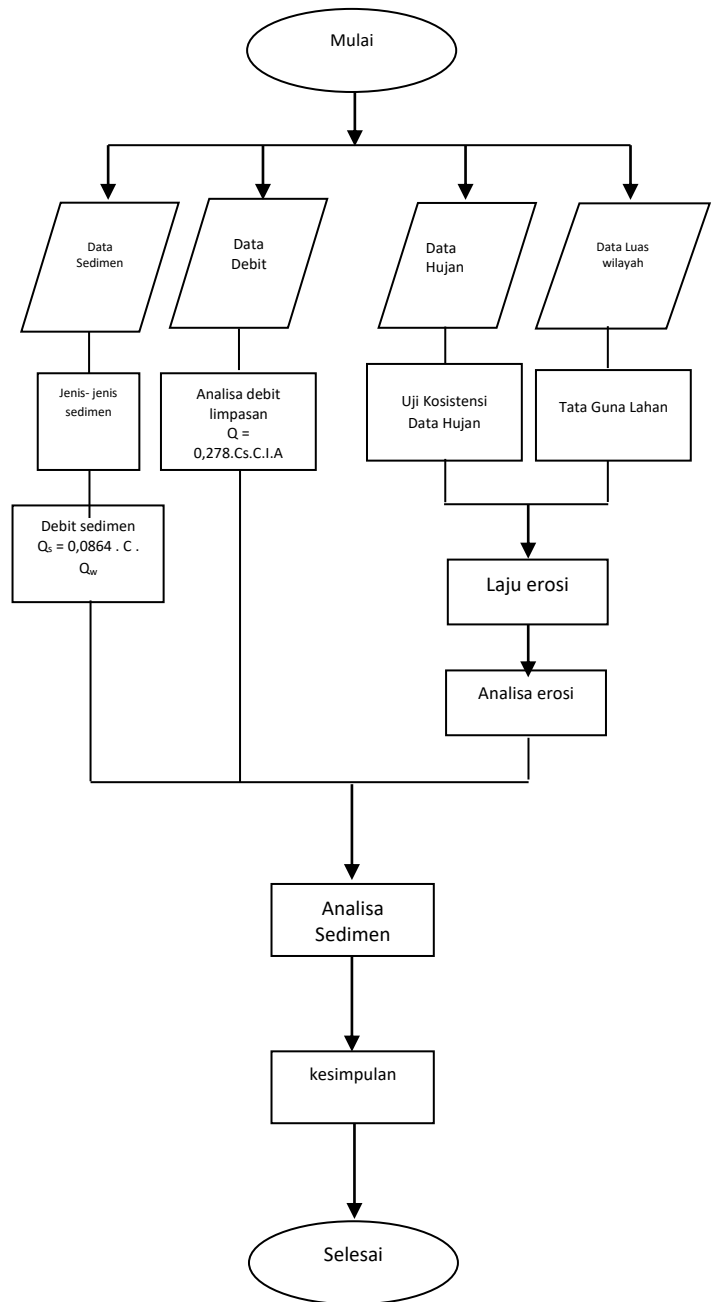 Mulai
Data
Sedimen
Data
Debit
Data
Hujan
Data Luas
wilayah
Jenis- jenis
sedimen
Analisa debit
limpasan
Q =
0,278.Cs.C.I.A
Uji Kosistensi
Data Hujan
Tata Guna Lahan
Debit sedimen
Qs = 0,0864 . C .
Qw
Laju erosi
Analisa erosi
Analisa
Sedimen
kesimpulan
Selesai